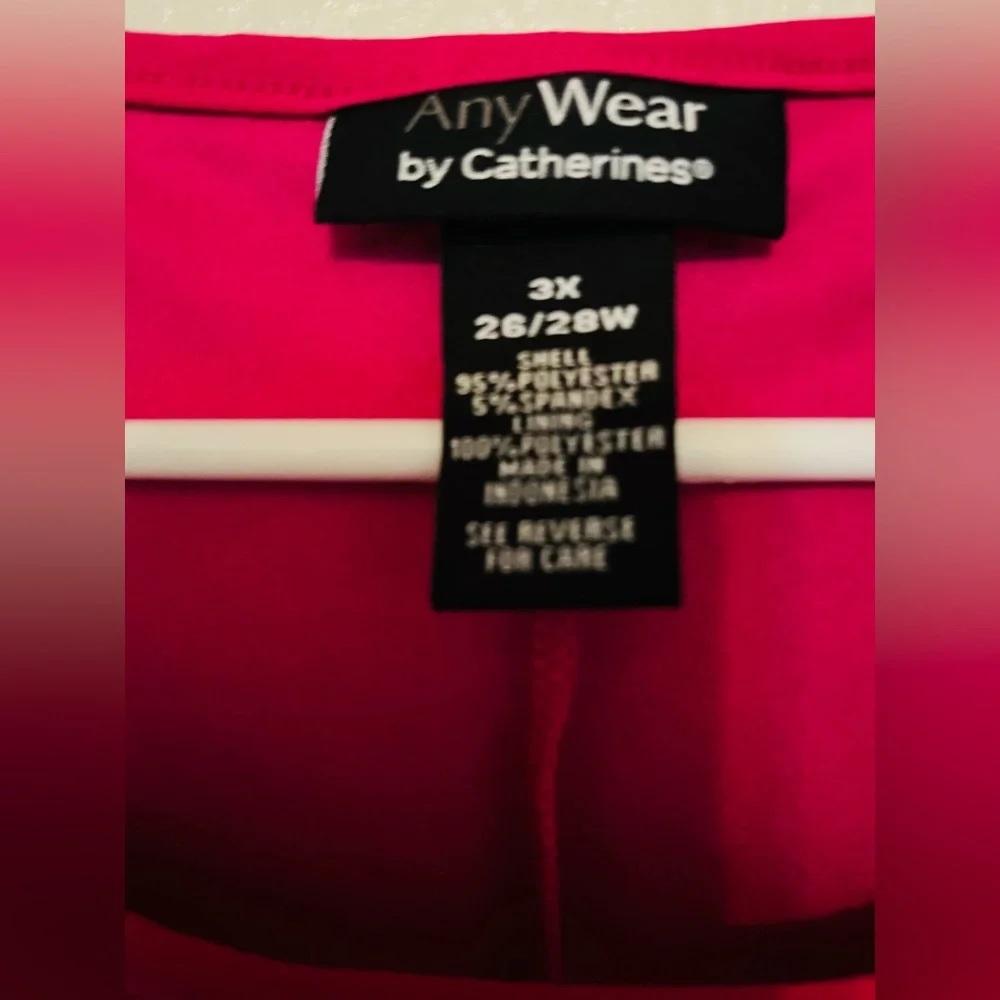 AnyWear
by Catherines®
3X
26/28W
SHELL
95%POLYESTER
5%SPANDEX
LINING
100%POLYESTER
MADE IN
INDONESIA
SEE REVERSE
FOR CARE